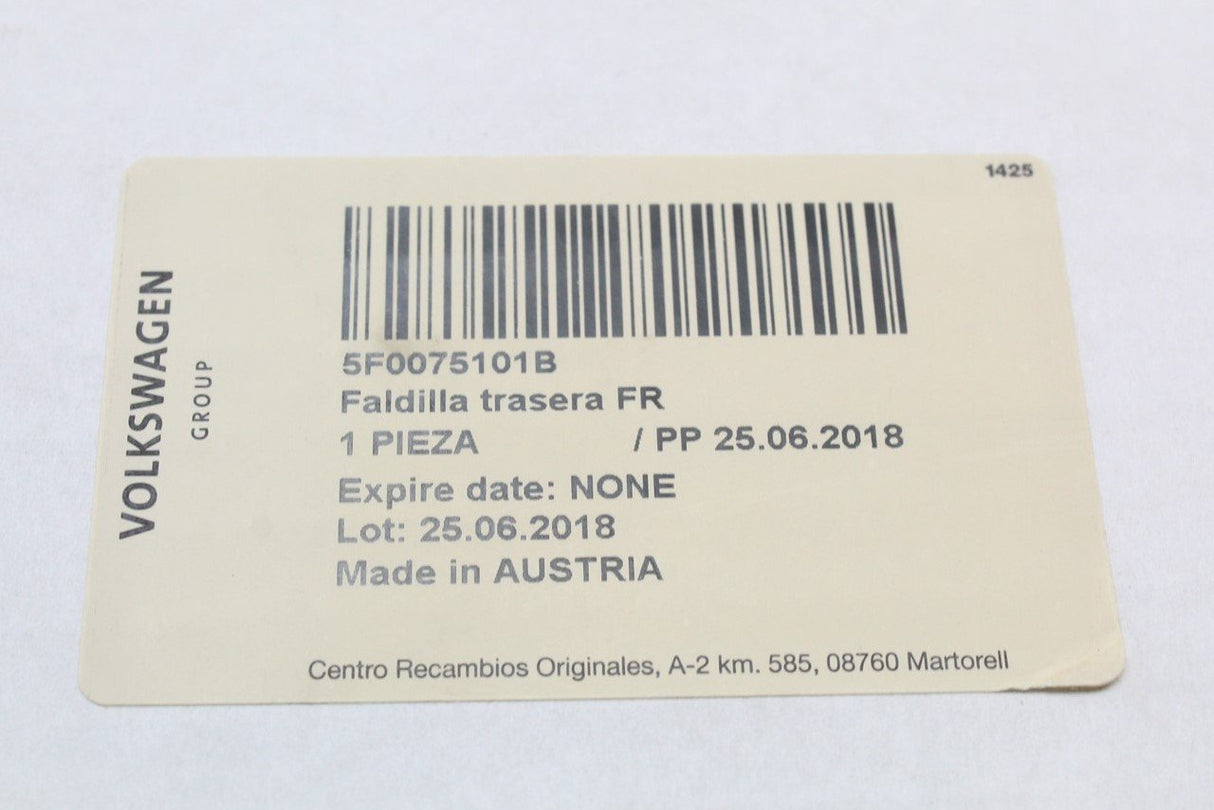 1425
VOLKSWAGEN
GROUP
5F0075101B
Faldilla trasera FR
1 PIEZA / PP 25.06.2018
Expire date: NONE
Lot: 25.06.2018
Made in AUSTRIA
Centro Recambios Originales, A-2 km. 585, 08760 Martorell